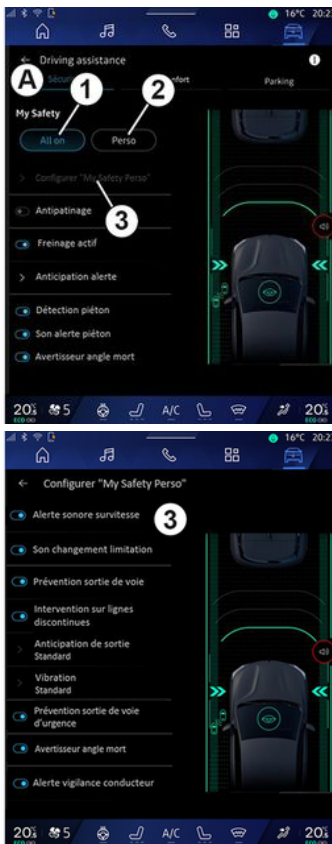 16°C 20:2
Driving assistance
A
Sécu
nfort
Parking
1
2
My Safety
All on
Perso
Configurer "My Safety Perso"
3
Antipatinage
Freinage actif
Anticipation alerte
Détection piéton
Son alerte piéton
Avertisseur angle mort
20
5
A/C
20
ECO
16°C 20:2
Configurer "My Safety Perso"
Alerte sonore survitesse
3
Son changement limitation
Prévention sortie de voie
Intervention sur lignes
discontinues
Anticipation de sortie
Standard
Vibration
Standard
Prévention sortie de voie
d'urgence
Avertisseur angle mort
Alerte vigilance conducteur
20
5
A/C
20
ECO